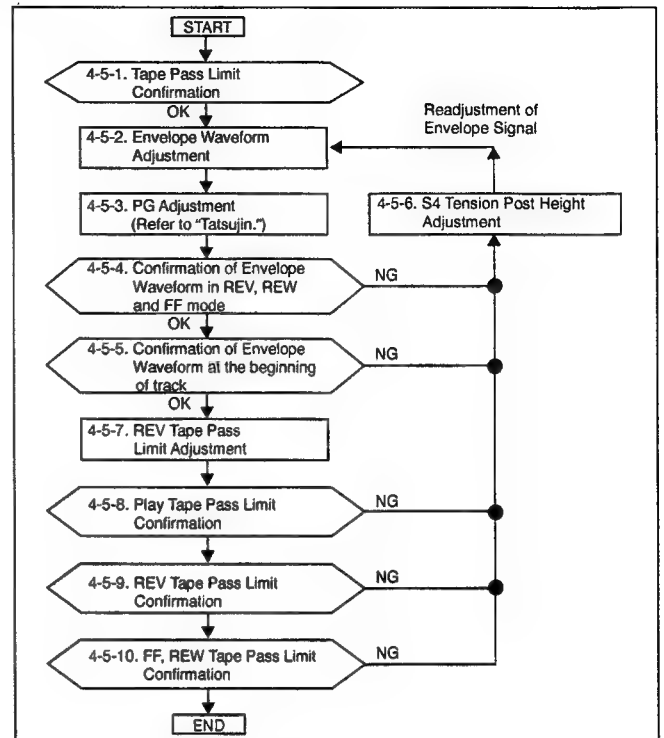 START
4-5-1. Tape Pass Limit
Confirmation
OK
Readjustment of
Envelope Signal
4-5-2. Envelope Waveform
Adjustment
4-5-3. PG Adjustment
(Refer to "Tatsujin.")
4-5-6. S4 Tension Post Height
Adjustment
4-5-4. Confirmation of Envelope
Waveform in REV, REW
and FF mode
NG
OK
4-5-5. Confirmation of Envelope
Waveform at the beginning
of track
NG
OK
4-5-7. REV Tape Pass
Limit Adjustment
4-5-8. Play Tape Pass Limit
Confirmation
NG
4-5-9. REV Tape Pass Limit
Confirmation
NG
4-5-10. FF, REW Tape Pass Limit
Confirmation
NG
END